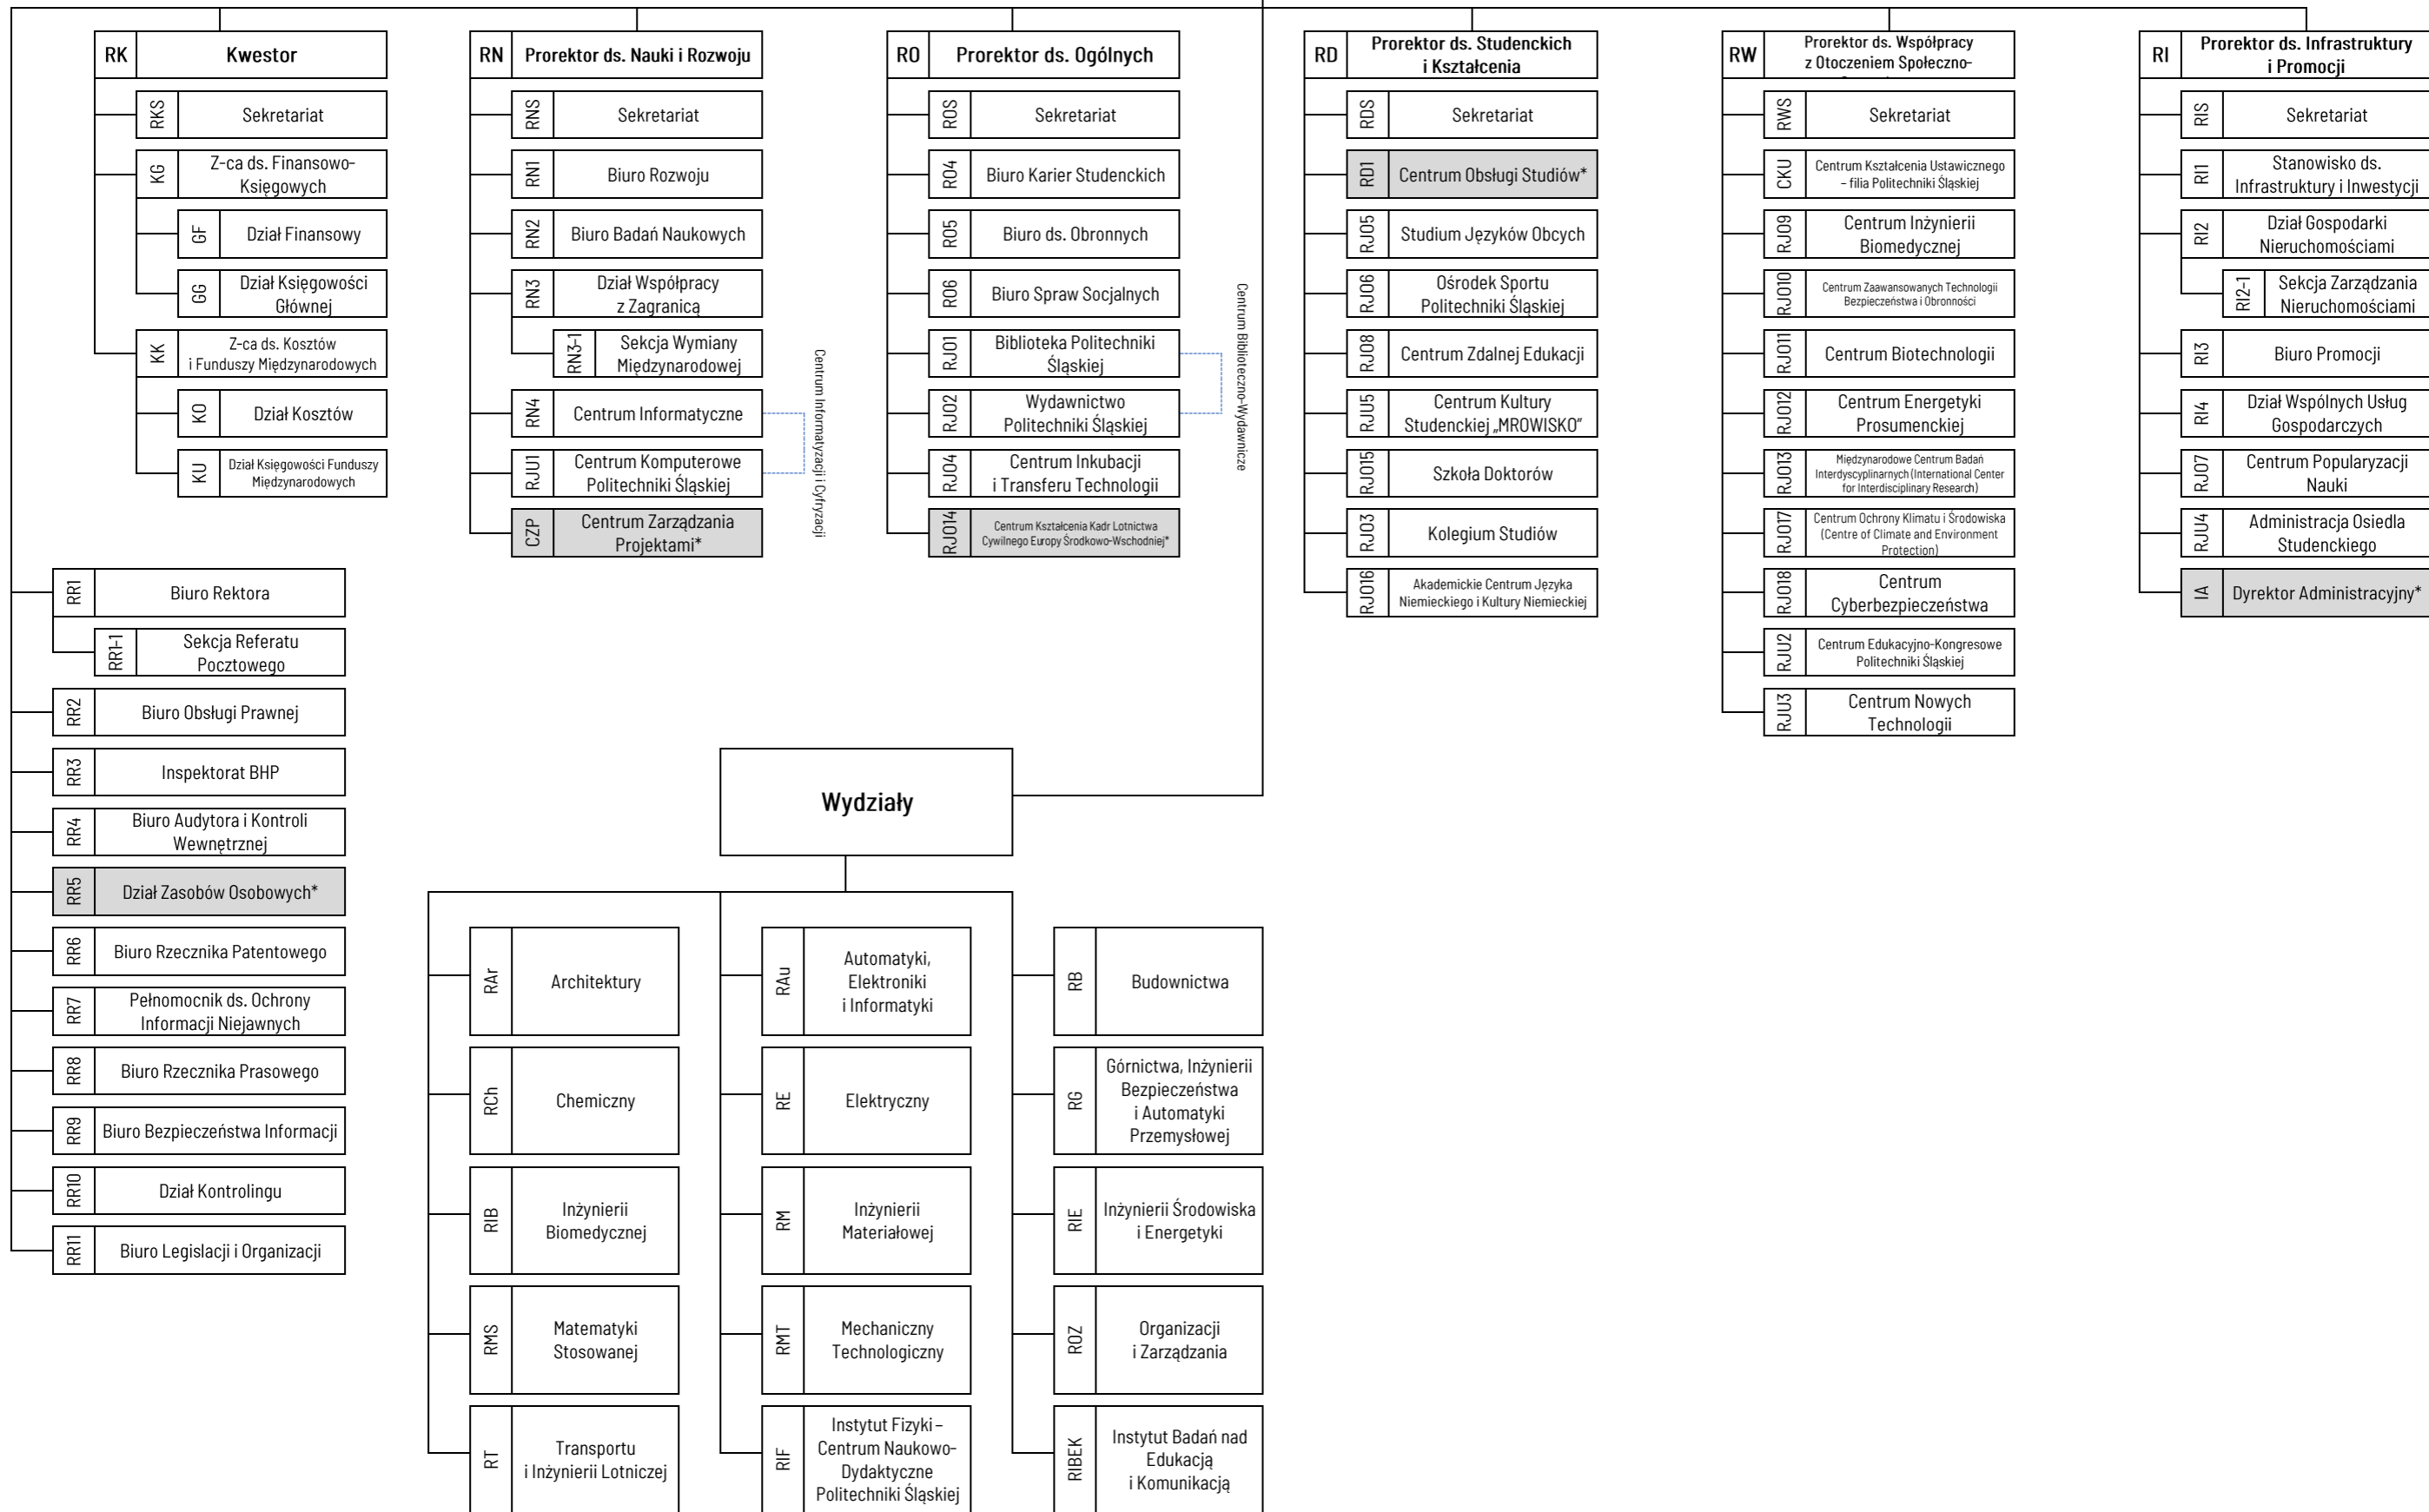 RK
Kwestor
RKS
Sekretariat
KG
Z-ca ds. Finansowo-
Księgowych
GF
Dział Finansowy
GG
Dział Księgowości
Głównej
KK
Z-ca ds. Kosztów
i Funduszy Międzynarodowych
KO
Dział Kosztów
KU
Dział Księgowości Funduszy
Międzynarodowych
RN
Prorektor ds. Nauki i Rozwoju
RNS
Sekretariat
RN1
Biuro Rozwoju
RN2
Biuro Badań Naukowych
RN3
Dział Współpracy
z Zagranicą
RN3-1
Sekcja Wymiany
Międzynarodowej
RN4
Centrum Informatyczne
RJU1
Centrum Komputerowe
Politechniki Śląskiej
CZP
Centrum Zarządzania
Projektami*
Centrum Informatyzacji i Cyfryzacji
RO
Prorektor ds. Ogólnych
ROS
Sekretariat
RO4
Biuro Karier Studenckich
RO5
Biuro ds. Obronnych
RO6
Biuro Spraw Socjalnych
RJO1
Biblioteka Politechniki
Śląskiej
RJO2
Wydawnictwo
Politechniki Śląskiej
RJO4
Centrum Inkubacji
i Transferu Technologii
RJO14
Centrum Kształcenia Kadr Lotnictwa
Cywilnego Europy Środkowo-Wschodniej*
Centrum Biblioteczno-Wydawnicze
RD
Prorektor ds. Studenckich
i Kształcenia
RDS
Sekretariat
RD1
Centrum Obsługi Studiów*
RJO5
Studium Języków Obcych
RJO6
Ośrodek Sportu
Politechniki Śląskiej
RJO8
Centrum Zdalnej Edukacji
RJU5
Centrum Kultury
Studenckiej „MROWISKO”
RJO15
Szkoła Doktorów
RJO3
Kolegium Studiów
RJO16
Akademickie Centrum Języka
Niemieckiego i Kultury Niemieckiej
RW
Prorektor ds. Współpracy
z Otoczeniem Społeczno-
RWS
Sekretariat
CKU
Centrum Kształcenia Ustawicznego
– filia Politechniki Śląskiej
RJO9
Centrum Inżynierii
Biomedycznej
RJO10
Centrum Zaawansowanych Technologii
Bezpieczeństwa i Obronności
RJO11
Centrum Biotechnologii
RJO12
Centrum Energetyki
Prosumenckiej
RJO13
Międzynarodowe Centrum Badań
Interdyscyplinarnych (International Center
for Interdisciplinary Research)
RJO17
Centrum Ochrony Klimatu i Środowiska
(Centre of Climate and Environment
Protection)
RJO18
Centrum
Cyberbezpieczeństwa
RJU2
Centrum Edukacyjno-Kongresowe
Politechniki Śląskiej
RJU3
Centrum Nowych
Technologii
RI
Prorektor ds. Infrastruktury
i Promocji
RIS
Sekretariat
RI1
Stanowisko ds.
Infrastruktury i Inwestycji
RI2
Dział Gospodarki
Nieruchomościami
RI2-1
Sekcja Zarządzania
Nieruchomościami
RI3
Biuro Promocji
RI4
Dział Wspólnych Usług
Gospodarczych
RJO7
Centrum Popularyzacji
Nauki
RJU4
Administracja Osiedla
Studenckiego
IA
Dyrektor Administracyjny*
RR1
Biuro Rektora
RR1-1
Sekcja Referatu
Pocztowego
RR2
Biuro Obsługi Prawnej
RR3
Inspektorat BHP
RR4
Biuro Audytora i Kontroli
Wewnętrznej
RR5
Dział Zasobów Osobowych*
RR6
Biuro Rzecznika Patentowego
RR7
Pełnomocnik ds. Ochrony
Informacji Niejawnych
RR8
Biuro Rzecznika Prasowego
RR9
Biuro Bezpieczeństwa Informacji
RR10
Dział Kontrolingu
RR11
Biuro Legislacji i Organizacji
Wydziały
RAr
Architektury
RCh
Chemiczny
RIB
Inżynierii
Biomedycznej
RMS
Matematyki
Stosowanej
RT
Transportu
i Inżynierii Lotniczej
RAu
Automatyki,
Elektroniki
i Informatyki
RE
Elektryczny
RM
Inżynierii
Materiałowej
RMT
Mechaniczny
Technologiczny
RIF
Instytut Fizyki –
Centrum Naukowo-
Dydaktyczne
Politechniki Śląskiej
RB
Budownictwa
RG
Górnictwa, Inżynierii
Bezpieczeństwa
i Automatyki
Przemysłowej
RIE
Inżynierii Środowiska
i Energetyki
ROZ
Organizacji
i Zarządzania
RIBEK
Instytut Badań nad
Edukacją
i Komunikacją